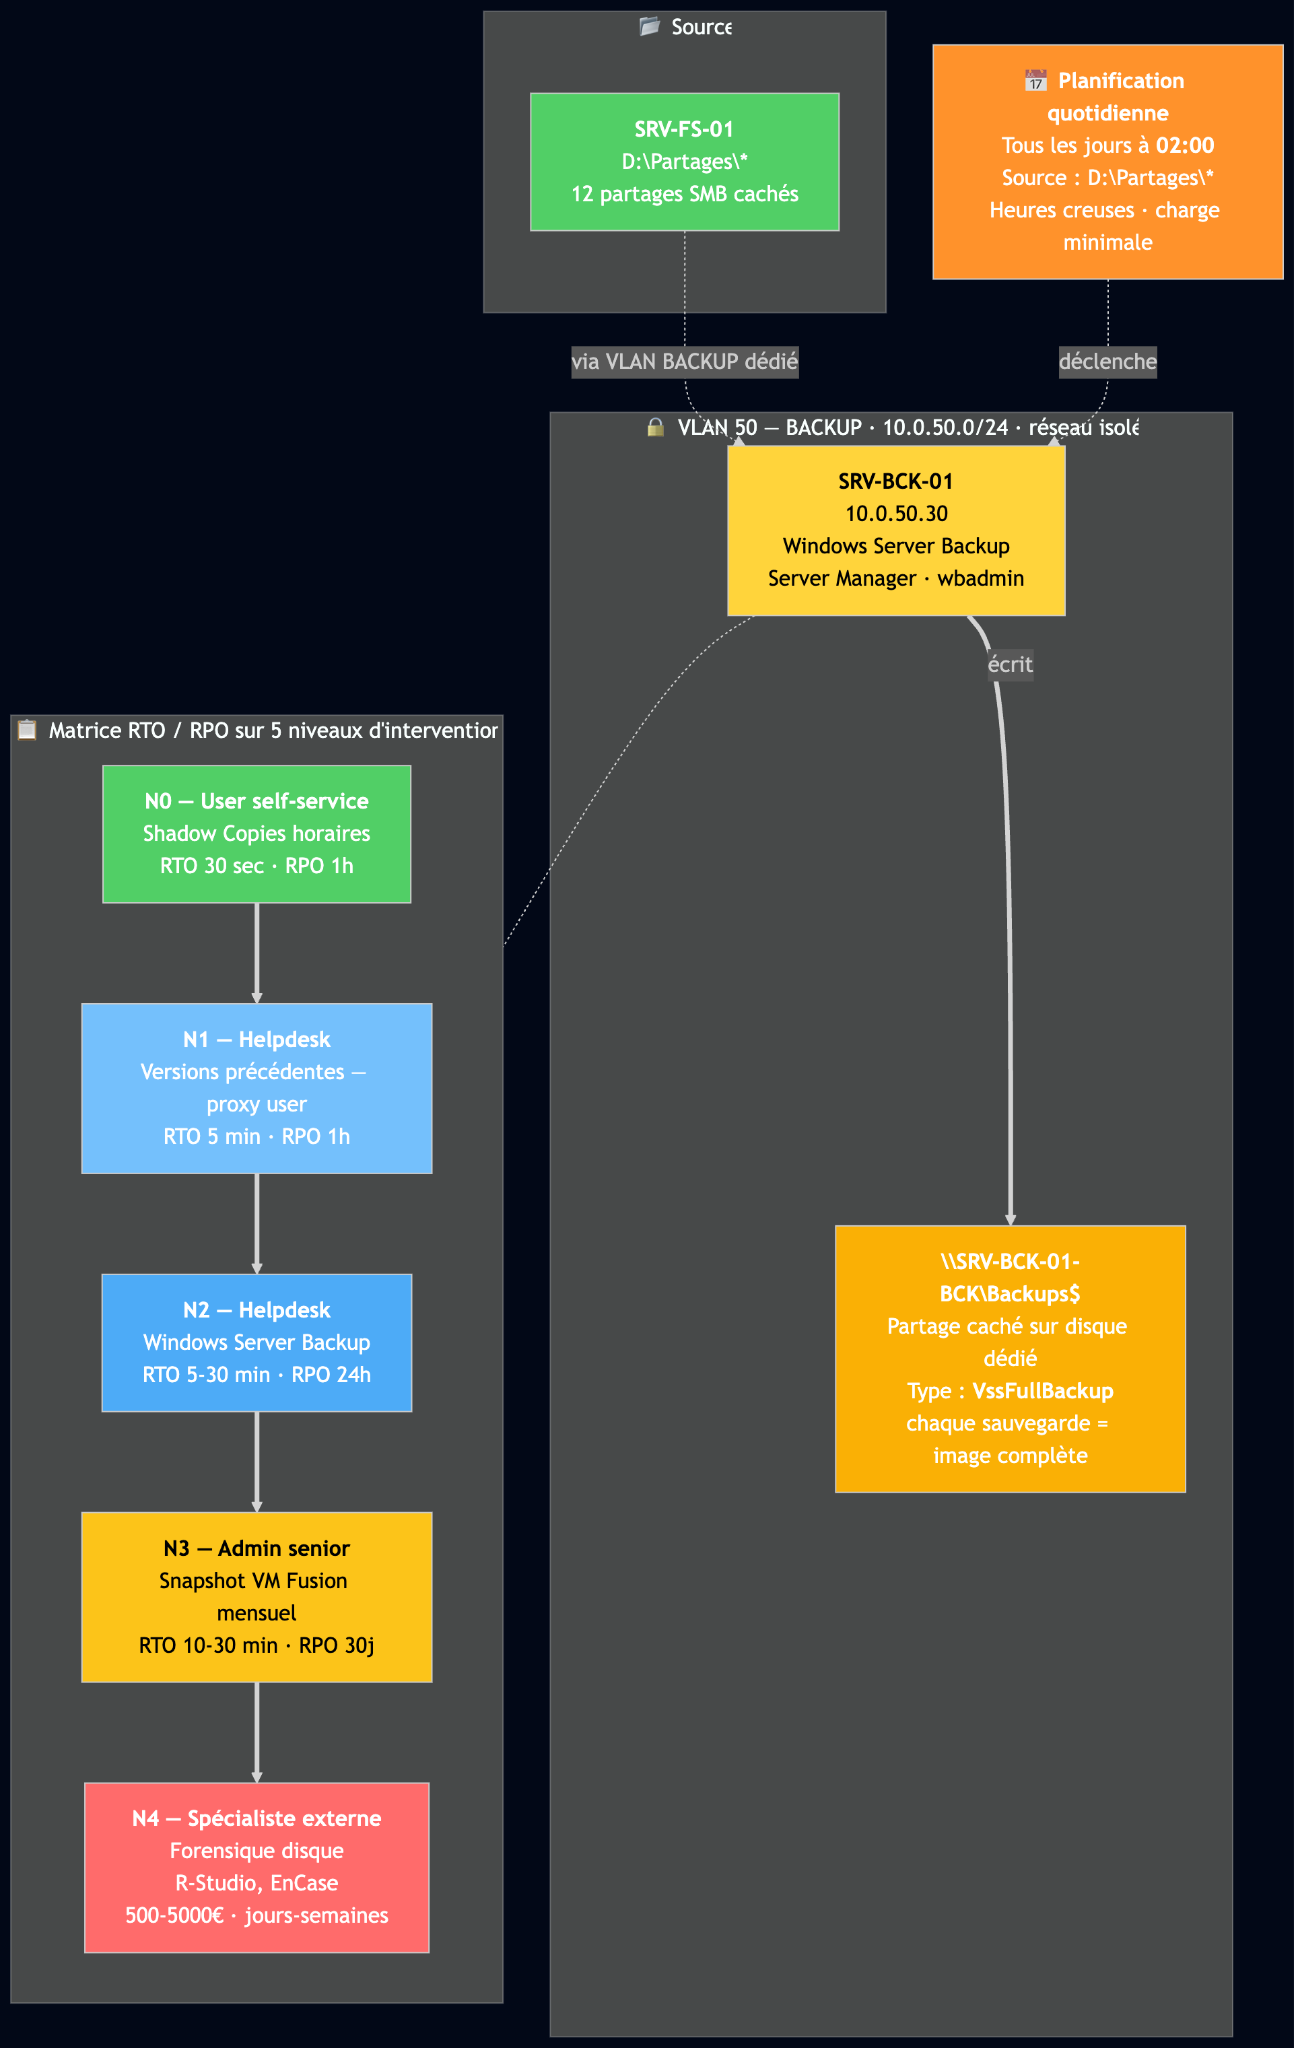 📂 Source
SRV-FS-01
D:\Partages\*
12 partages SMB cachés
📅 Planification
quotidienne
Tous les jours à 02:00
Source : D:\Partages\*
Heures creuses · charge
minimale
via VLAN BACKUP dédié
déclenche
🔒 VLAN 50 — BACKUP · 10.0.50.0/24 · réseau isolé
SRV-BCK-01
10.0.50.30
Windows Server Backup
Server Manager · wbadmin
écrit
\\SRV-BCK-01-
BCK\Backups$
Partage caché sur disque
dédié
Type : VssFullBackup
chaque sauvegarde =
image complète
📋 Matrice RTO / RPO sur 5 niveaux d'intervention
N0 — User self-service
Shadow Copies horaires
RTO 30 sec · RPO 1h
N1 — Helpdesk
Versions précédentes —
proxy user
RTO 5 min · RPO 1h
N2 — Helpdesk
Windows Server Backup
RTO 5-30 min · RPO 24h
N3 — Admin senior
Snapshot VM Fusion
mensuel
RTO 10-30 min · RPO 30j
N4 — Spécialiste externe
Forensique disque
R-Studio, EnCase
500-5000€ · jours-semaines